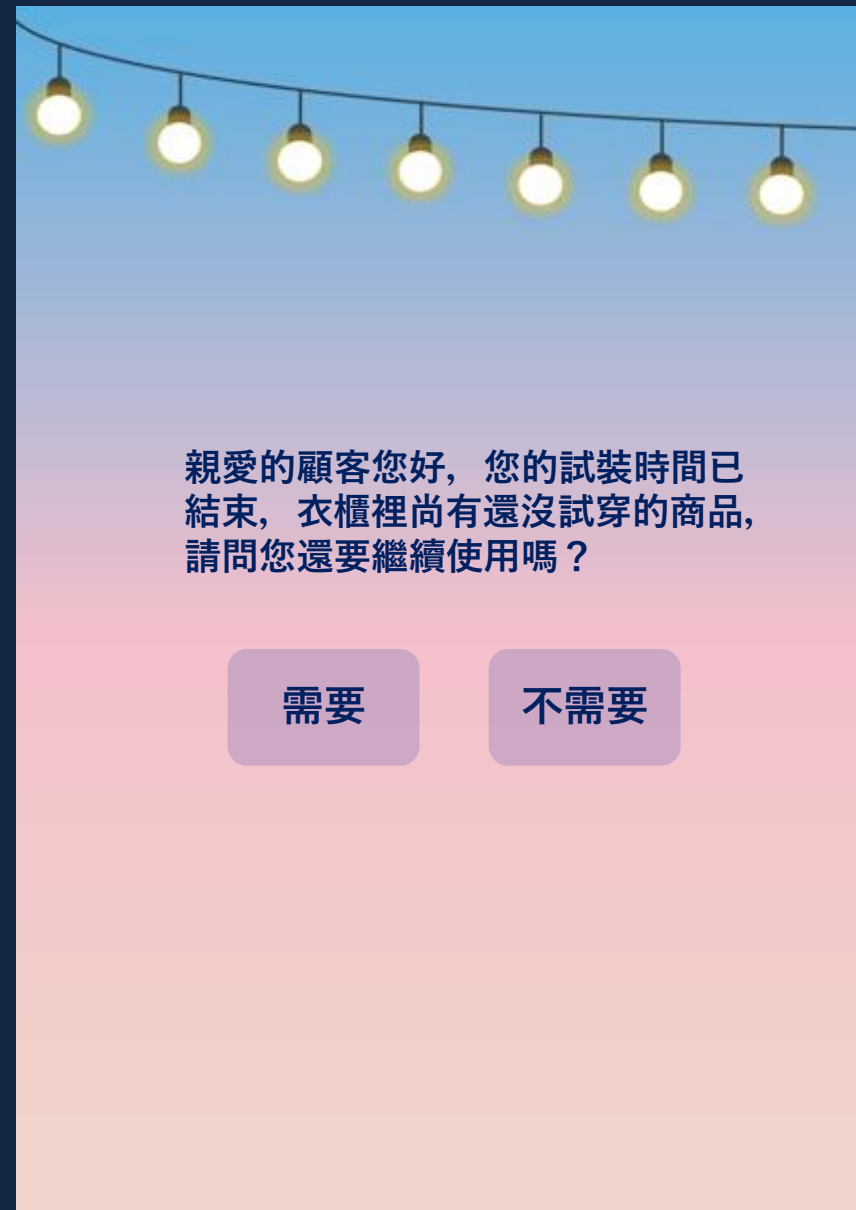 親愛的顧客您好，您的試裝時間已
結束，衣櫃裡尚有還沒試穿的商品，
請問您還要繼續使用嗎？
需要
不需要